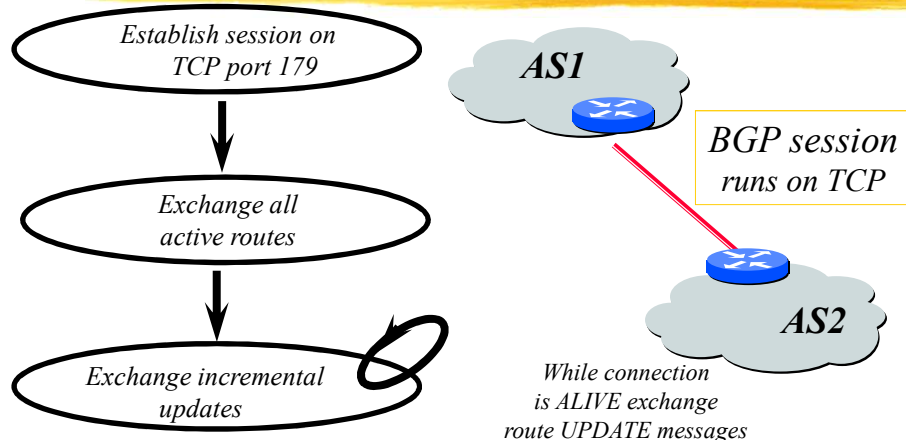 Establish session on
TCP port 179
Exchange all
active routes
Exchange incremental
updates
AS1
BGP session
runs on TCP
AS2
While connection
is ALIVE exchange
route UPDATE messages